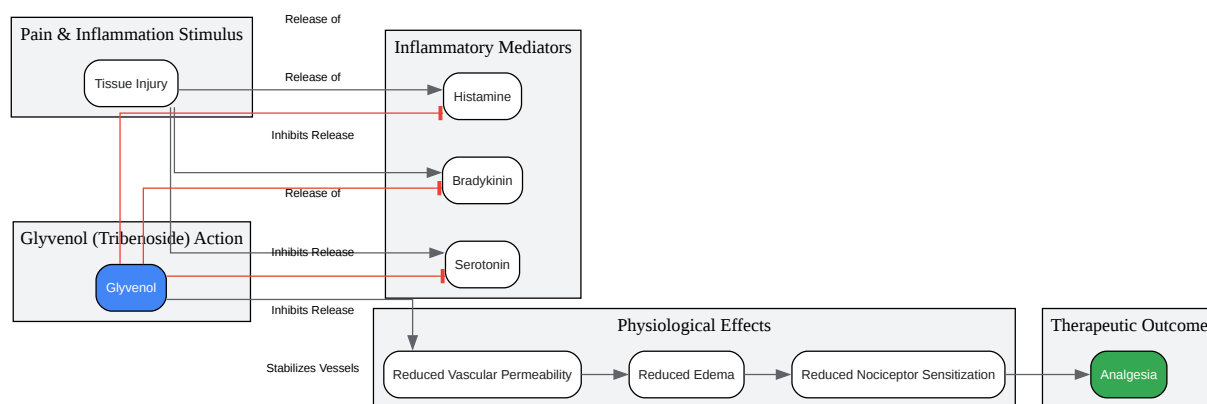 Release of
Pain & Inflammation Stimulus
Inflammatory Mediators
Tissue Injury
Release of
Histamine
Inhibits Release
Bradykinin
Release of
Glyvenol (Tribenoside) Action
Inhibits Release
Serotonin
Glyvenol
Inhibits Release
Physiological Effects
Therapeutic Outcome
Stabilizes Vessels
Reduced Vascular Permeability
Reduced Edema
Reduced Nociceptor Sensitization
Analgesia